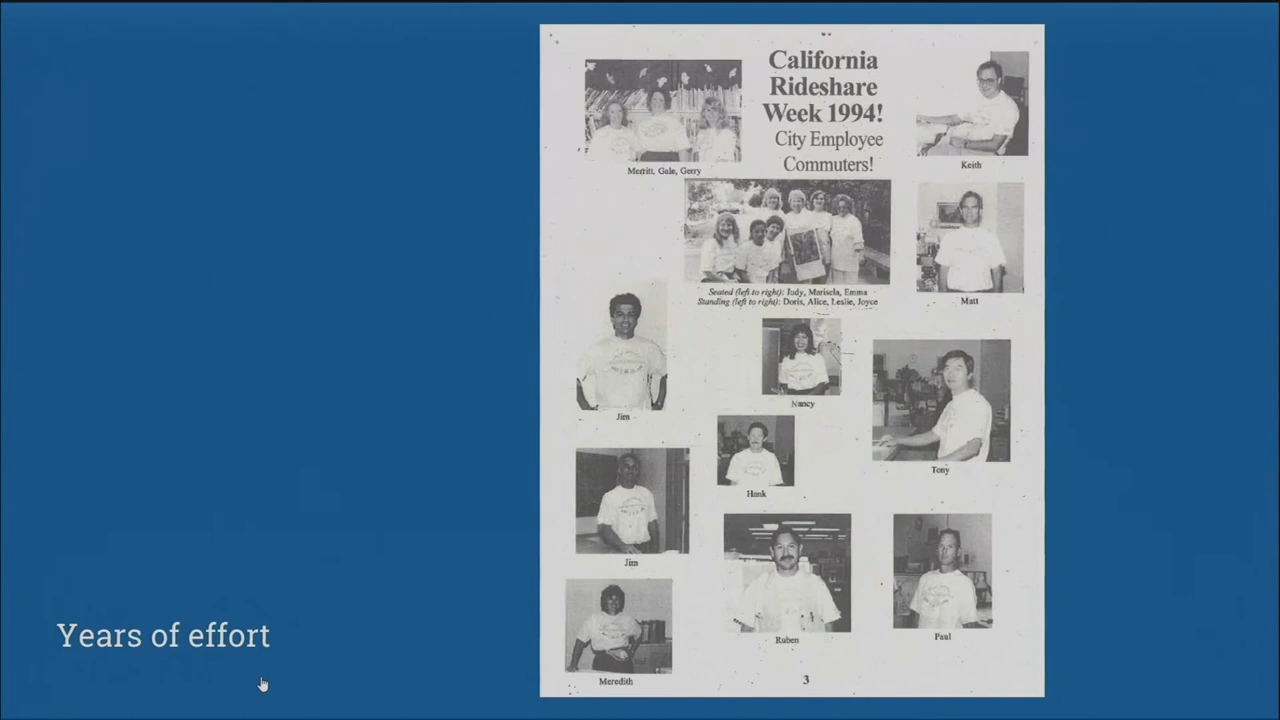 California
Rideshare
Week 1994!
City Employee
Commuters!
Merritt, Gale, Gerry
Keith
Seated (left to right): Judy, Marisela, Emma
Standing (left to right): Doris, Alice, Leslie, Joyce
Matt
Jim
Nancy
Tony
Hank
Jim
Ruben
Paul
Meredith
3
Years of effort